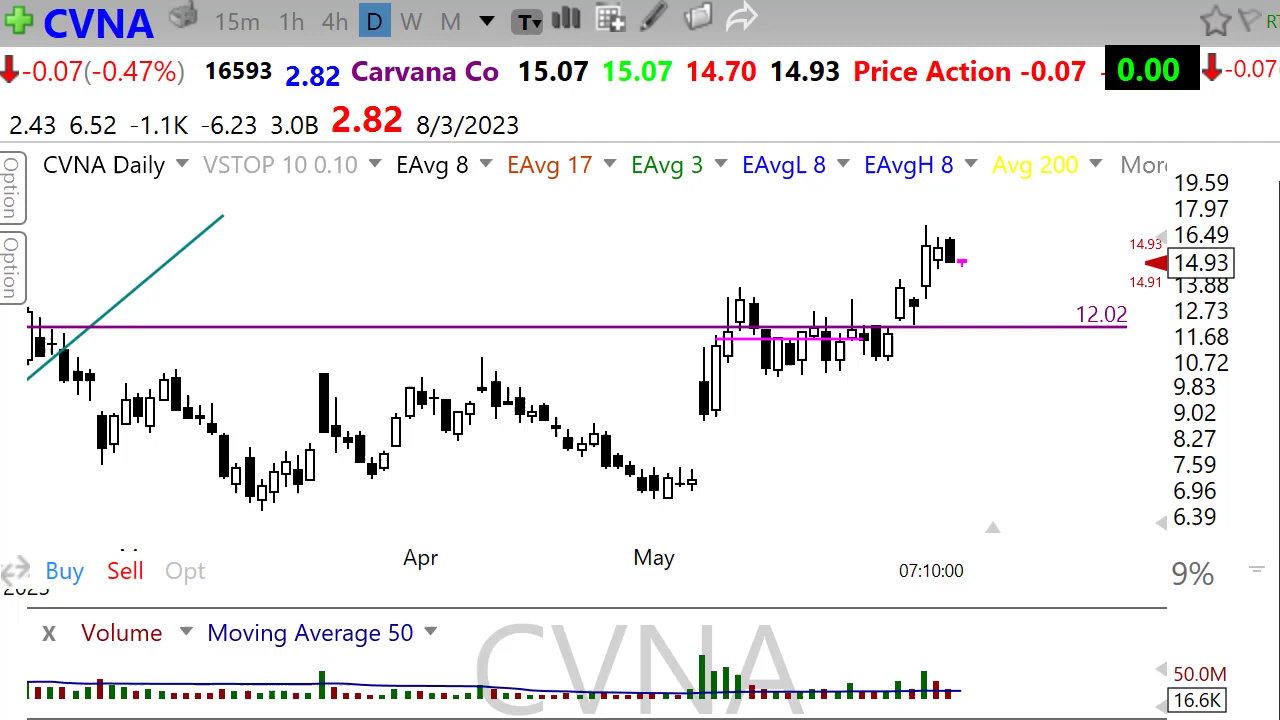 CVNA 15m 1h 4h D W M T
-0.07(-0.47%) 16593 2.82 Carvana Co 15.07 15.07 14.70 14.93 Price Action -0.07 0.00 -0.07
2.43 6.52 -1.1K -6.23 3.0B 2.82 8/3/2023
Option
Option
CVNA Daily VSTOP 10 0.10 EAvg 8 EAvg 17 EAvg 3 EAvgL 8 EAvgH 8 Avg 200 More
19.59
17.97
16.49
14.93
14.93
14.91
13.88
12.73
12.02
11.68
10.72
9.83
9.02
8.27
7.59
6.96
6.39
Apr May
Buy Sell Opt 07:10:00 9%
X Volume Moving Average 50
CVNA
50.0M
16.6K